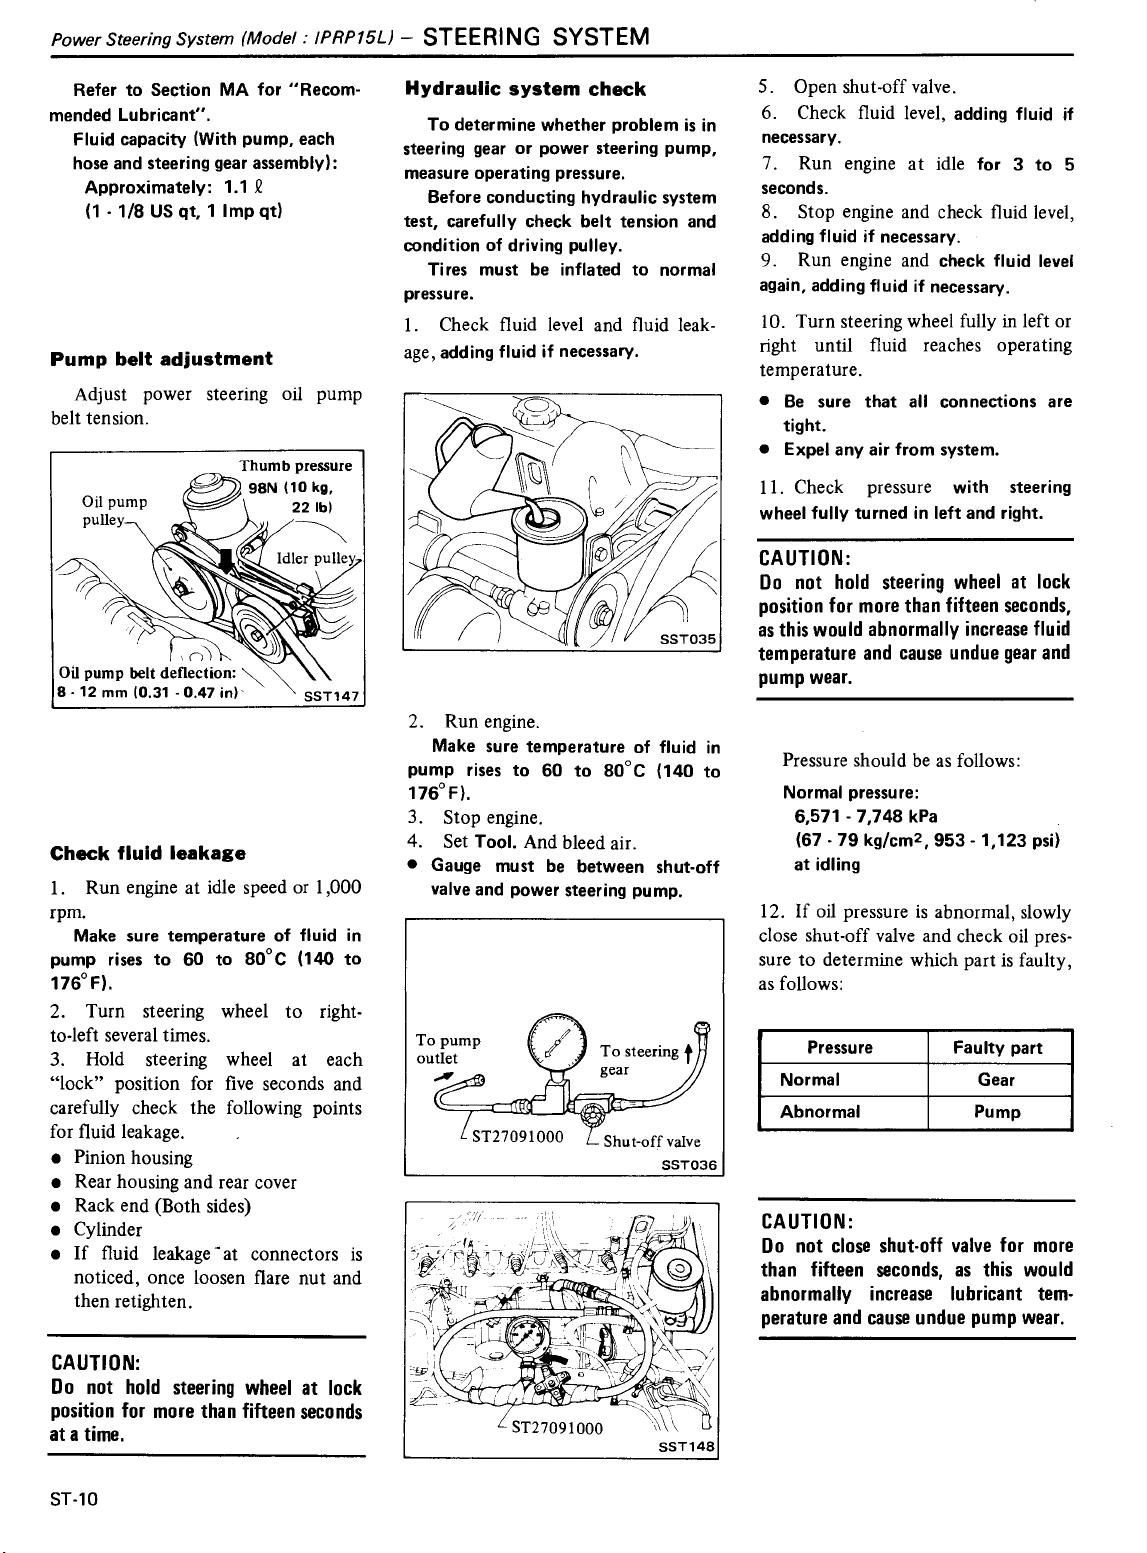 Power Steering System (Model : IPRP15L) – STEERING SYSTEM
Refer to Section MA for "Recom-
mended Lubricant".
Fluid capacity (With pump, each
hose and steering gear assembly):
Approximately: 1.1 ℓ
(1 - 1/8 US qt, 1 Imp qt)
Pump belt adjustment
Adjust power steering oil pump
belt tension.
Thumb pressure
98N (10 kg,
22 lb)
Oil pump
pulley
Idler pulley
Oil pump belt deflection:
8 - 12 mm (0.31 - 0.47 in)
SST147
Check fluid leakage
1. Run engine at idle speed or 1,000
rpm.
Make sure temperature of fluid in
pump rises to 60 to 80°C (140 to
176°F).
2. Turn steering wheel to right-
to-left several times.
3. Hold steering wheel at each
"lock" position for five seconds and
carefully check the following points
for fluid leakage.
● Pinion housing
● Rear housing and rear cover
● Rack end (Both sides)
● Cylinder
● If fluid leakage at connectors is
noticed, once loosen flare nut and
then retighten.
CAUTION:
Do not hold steering wheel at lock
position for more than fifteen seconds
at a time.
Hydraulic system check
To determine whether problem is in
steering gear or power steering pump,
measure operating pressure.
Before conducting hydraulic system
test, carefully check belt tension and
condition of driving pulley.
Tires must be inflated to normal
pressure.
1. Check fluid level and fluid leak-
age, adding fluid if necessary.
SST035
2. Run engine.
Make sure temperature of fluid in
pump rises to 60 to 80°C (140 to
176°F).
3. Stop engine.
4. Set Tool. And bleed air.
● Gauge must be between shut-off
valve and power steering pump.
To pump
outlet
To steering
gear
ST27091000
Shut-off valve
SST036
ST27091000
SST148
5. Open shut-off valve.
6. Check fluid level, adding fluid if
necessary.
7. Run engine at idle for 3 to 5
seconds.
8. Stop engine and check fluid level,
adding fluid if necessary.
9. Run engine and check fluid level
again, adding fluid if necessary.
10. Turn steering wheel fully in left or
right until fluid reaches operating
temperature.
● Be sure that all connections are
tight.
● Expel any air from system.
11. Check pressure with steering
wheel fully turned in left and right.
CAUTION:
Do not hold steering wheel at lock
position for more than fifteen seconds,
as this would abnormally increase fluid
temperature and cause undue gear and
pump wear.
Pressure should be as follows:
Normal pressure:
6,571 - 7,748 kPa
(67 - 79 kg/cm², 953 - 1,123 psi)
at idling
12. If oil pressure is abnormal, slowly
close shut-off valve and check oil pres-
sure to determine which part is faulty,
as follows:
Pressure Faulty part
Normal Gear
Abnormal Pump
CAUTION:
Do not close shut-off valve for more
than fifteen seconds, as this would
abnormally increase lubricant tem-
perature and cause undue pump wear.
ST-10